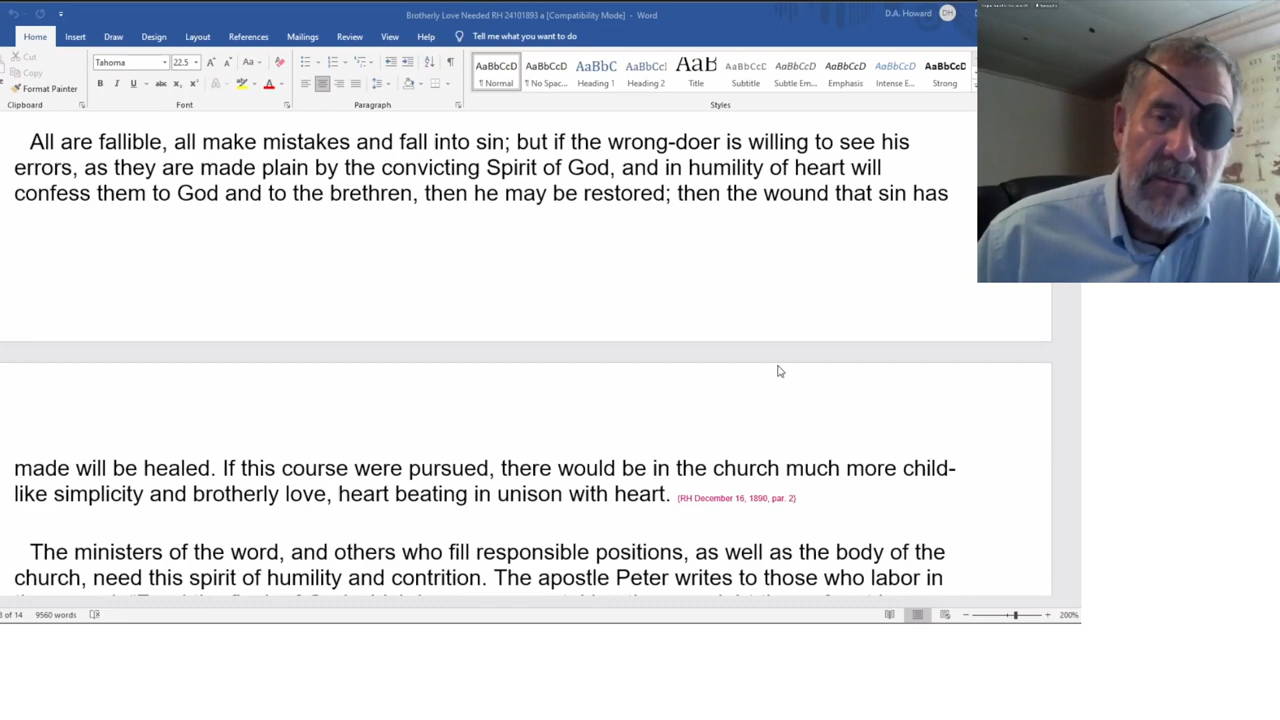 Brotherly Love Needed RH 24101893 a [Compatibility Mode] - Word
D.A. Howard DH
Home Insert Draw Design Layout References Mailings Review View Help Tell me what you want to do
Cut
Copy
Format Painter
Tahoma 22.5
AaBbCcD AaBbCcD AaBbC AaBbCcI AaB AaBbCcD AaBbCcD AaBbCcD AaBbCcD AaBbCcD
¶ Normal ¶ No Spac... Heading 1 Heading 2 Title Subtitle Subtle Em... Emphasis Intense E... Strong
Clipboard Font Paragraph Styles
All are fallible, all make mistakes and fall into sin; but if the wrong-doer is willing to see his
errors, as they are made plain by the convicting Spirit of God, and in humility of heart will
confess them to God and to the brethren, then he may be restored; then the wound that sin has
made will be healed. If this course were pursued, there would be in the church much more child-
like simplicity and brotherly love, heart beating in unison with heart. {RH December 16, 1890, par. 2}
The ministers of the word, and others who fill responsible positions, as well as the body of the
church, need this spirit of humility and contrition. The apostle Peter writes to those who labor in
of 14 9560 words 200%